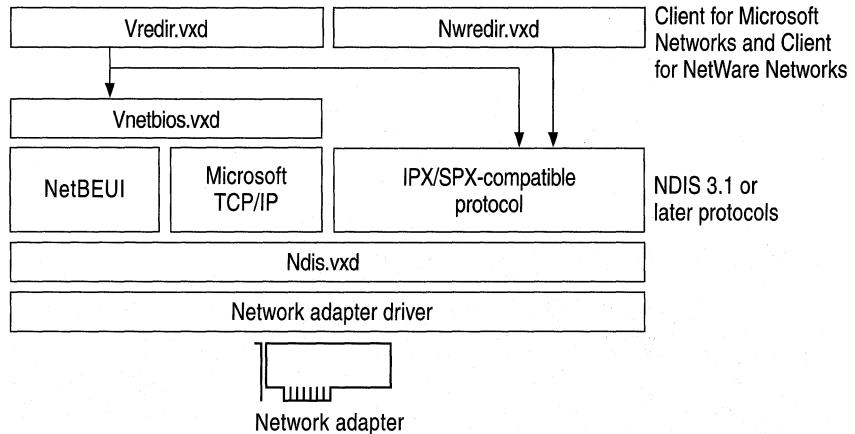 Vredir.vxd
Nwredir.vxd
Client for Microsoft
Networks and Client
for NetWare Networks
Vnetbios.vxd
NetBEUI
Microsoft
TCP/IP
IPX/SPX-compatible
protocol
NDIS 3.1 or
later protocols
Ndis.vxd
Network adapter driver
Network adapter